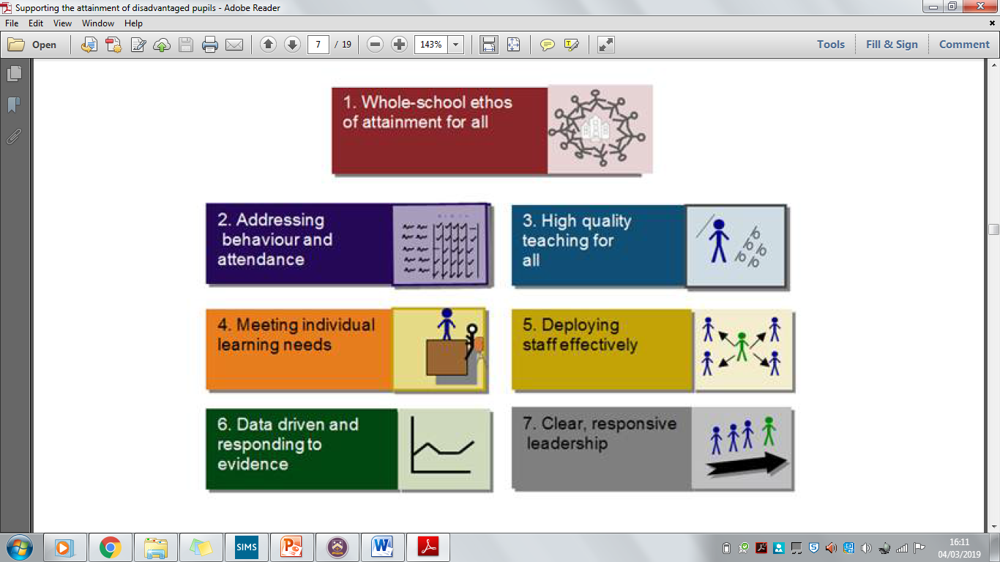 Supporting the attainment of disadvantaged pupils - Adobe Reader
File Edit View Window Help
Open 7 / 19 143% Tools Fill & Sign Comment
1. Whole-school ethos
of attainment for all
2. Addressing
behaviour and
attendance
3. High quality
teaching for
all
4. Meeting individual
learning needs
5. Deploying
staff effectively
6. Data driven and
responding to
evidence
7. Clear, responsive
leadership
SIMS
16:11
04/03/2019